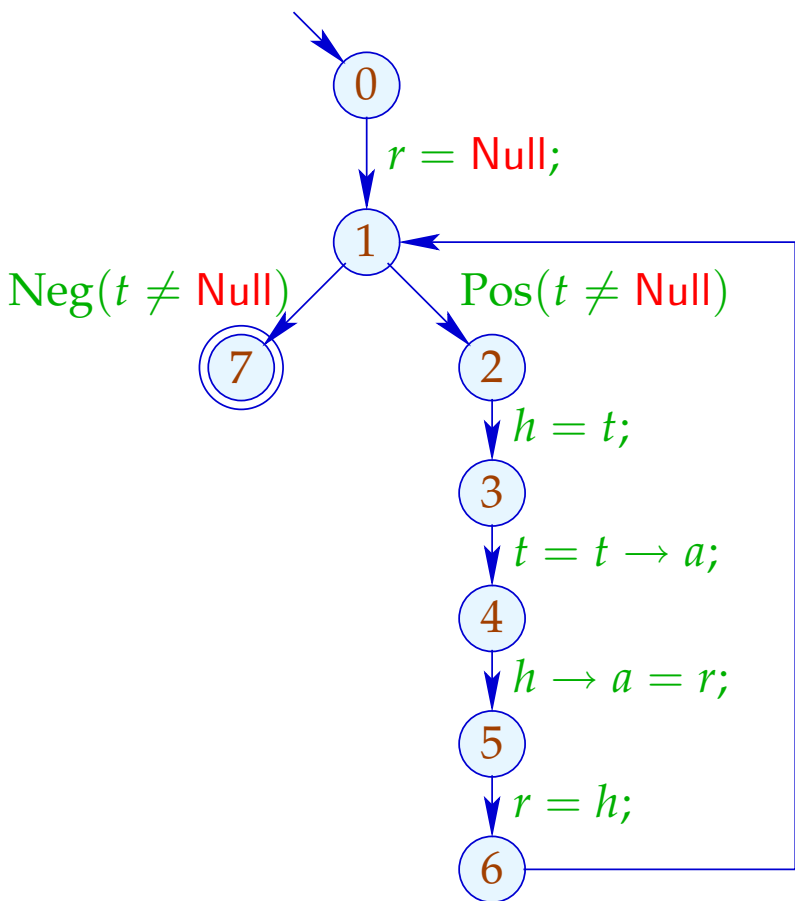 0
r = Null;
1
Neg(t ≠ Null) Pos(t ≠ Null)
7 2
h = t;
3
t = t → a;
4
h → a = r;
5
r = h;
6